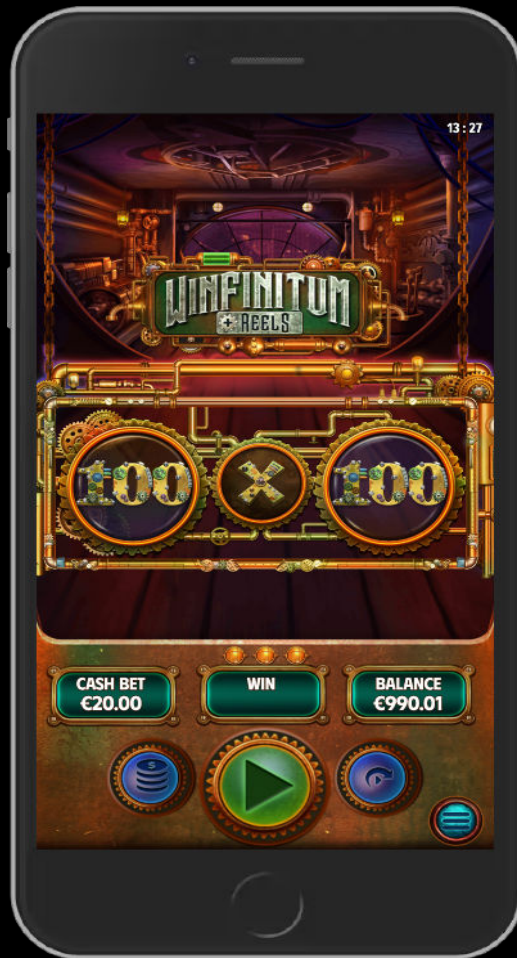 13:27
WINFINITUM
+ REELS
100 X 100
CASH BET
€20.00
WIN
BALANCE
€990.01
$